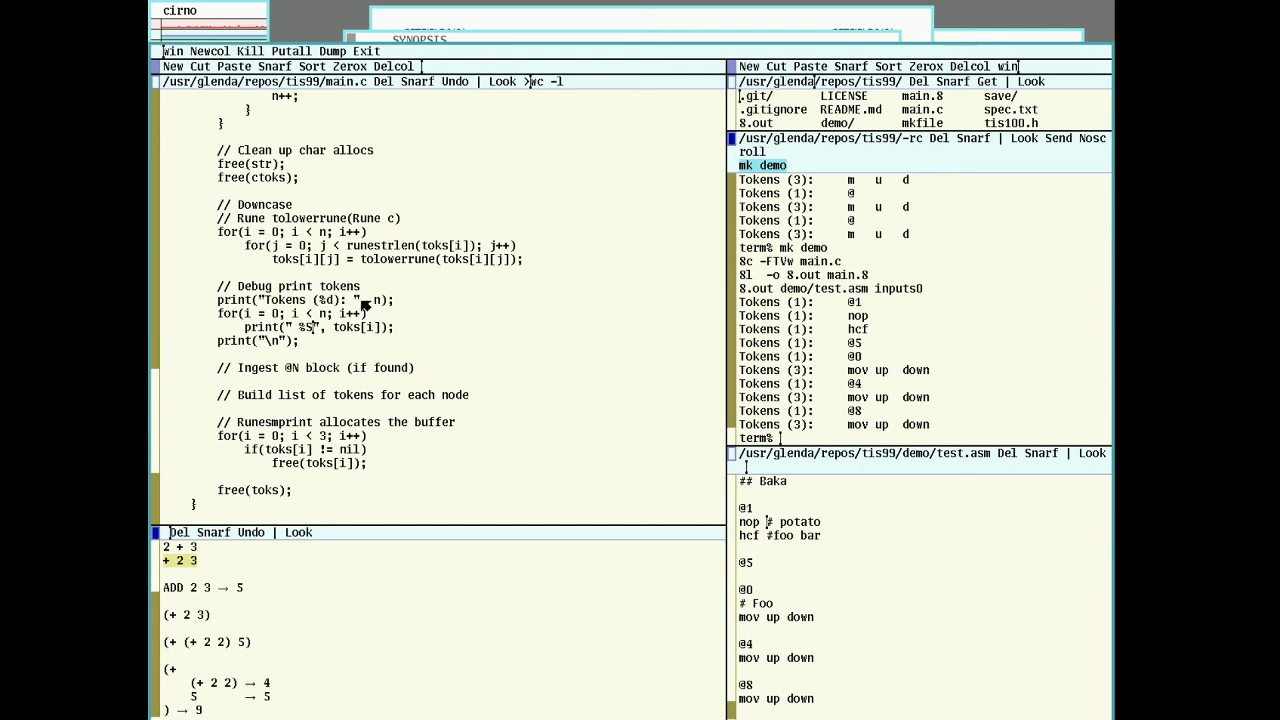 cirno
SYNOPSIS
Win Newcol Kill Putall Dump Exit
New Cut Paste Snarf Sort Zerox Delcol
/usr/glenda/repos/tis99/main.c Del Snarf Undo | Look >wc -l
n++;
}
}
// Clean up char allocs
free(str);
free(ctoks);
// Downcase
// Rune tolowerrune(Rune c)
for(i = 0; i < n; i++)
for(j = 0; j < runestrlen(toks[i]); j++)
toks[i][j] = tolowerrune(toks[i][j]);
// Debug print tokens
print("Tokens (%d): ", n);
for(i = 0; i < n; i++)
print(" %S", toks[i]);
print("\n");
// Ingest @N block (if found)
// Build list of tokens for each node
// Runesmprint allocates the buffer
for(i = 0; i < 3; i++)
if(toks[i] != nil)
free(toks[i]);
free(toks);
}
Del Snarf Undo | Look
2 + 3
+ 2 3
ADD 2 3 → 5
(+ 2 3)
(+ (+ 2 2) 5)
(+
(+ 2 2) → 4
5 → 5
) → 9
New Cut Paste Snarf Sort Zerox Delcol win
/usr/glenda/repos/tis99/ Del Snarf Get | Look
.git/ LICENSE main.8 save/
.gitignore README.md main.c spec.txt
8.out demo/ mkfile tis100.h
/usr/glenda/repos/tis99/-rc Del Snarf | Look Send Nosc
roll
mk demo
Tokens (3): m u d
Tokens (1): @
Tokens (3): m u d
Tokens (1): @
Tokens (3): m u d
term% mk demo
8c -FTVw main.c
8l -o 8.out main.8
8.out demo/test.asm inputs0
Tokens (1): @1
Tokens (1): nop
Tokens (1): hcf
Tokens (1): @5
Tokens (1): @0
Tokens (3): mov up down
Tokens (1): @4
Tokens (3): mov up down
Tokens (1): @8
Tokens (3): mov up down
term%
/usr/glenda/repos/tis99/demo/test.asm Del Snarf | Look
## Baka
@1
nop # potato
hcf #foo bar
@5
@0
# Foo
mov up down
@4
mov up down
@8
mov up down